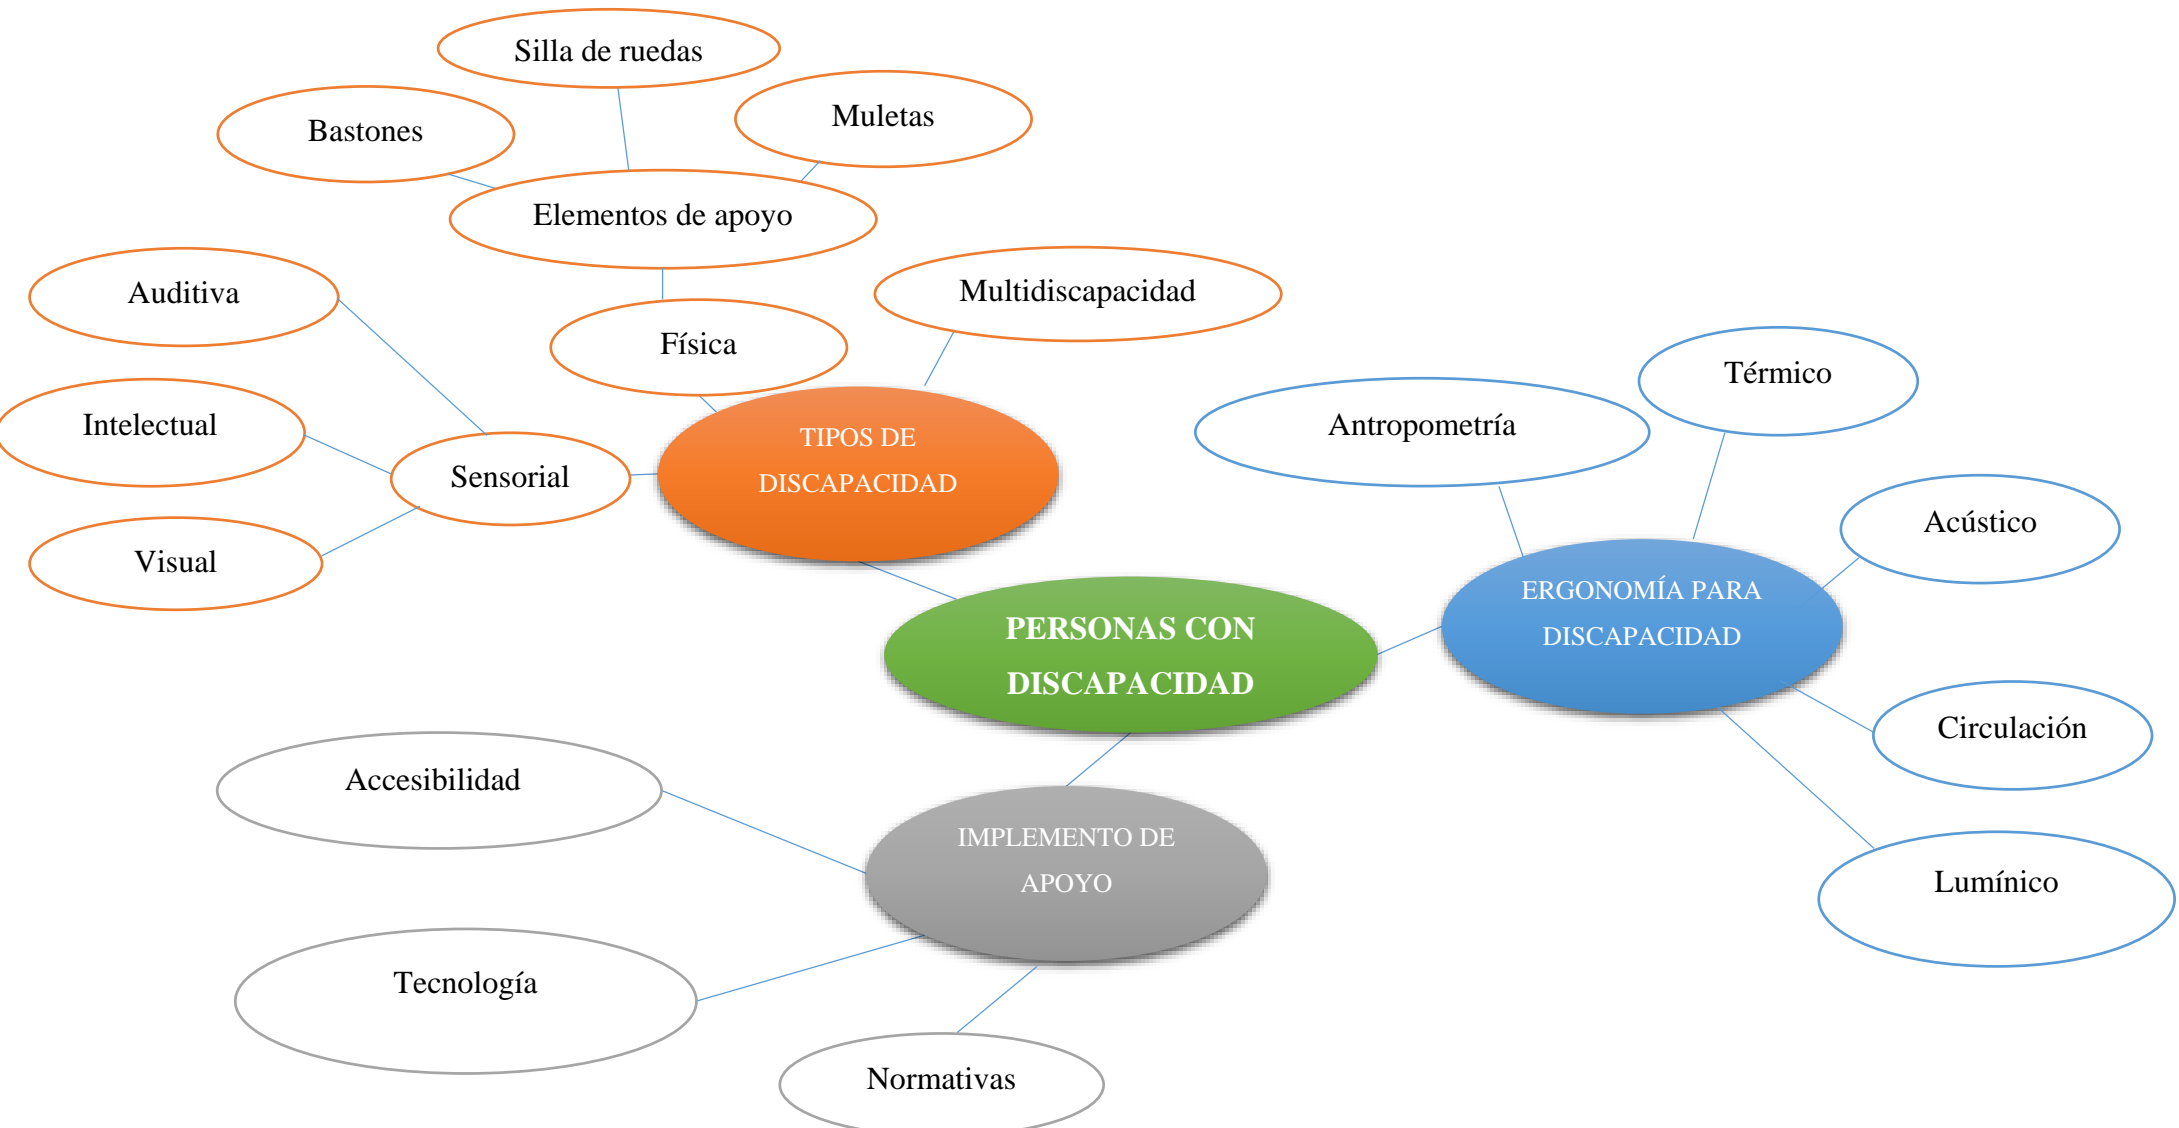 Silla de ruedas
Muletas
Bastones
Elementos de apoyo
Auditiva
Multidiscapacidad
Física
Térmico
Antropometría
Intelectual
TIPOS DE
DISCAPACIDAD
Sensorial
Acústico
Visual
ERGONOMÍA PARA
DISCAPACIDAD
PERSONAS CON
DISCAPACIDAD
Circulación
Accesibilidad
IMPLEMENTO DE
APOYO
Lumínico
Tecnología
Normativas